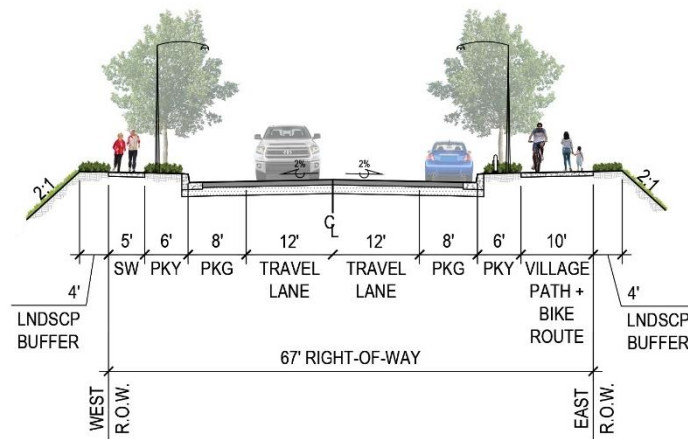 2:1
2%
2%
2:1
CL
5'
6'
8'
12'
12'
8'
6'
10'
SW
PKY
PKG
TRAVEL
LANE
TRAVEL
LANE
PKG
PKY
VILLAGE
PATH +
BIKE
ROUTE
4'
LNDSCP
BUFFER
4'
LNDSCP
BUFFER
67' RIGHT-OF-WAY
WEST
R.O.W.
EAST
R.O.W.